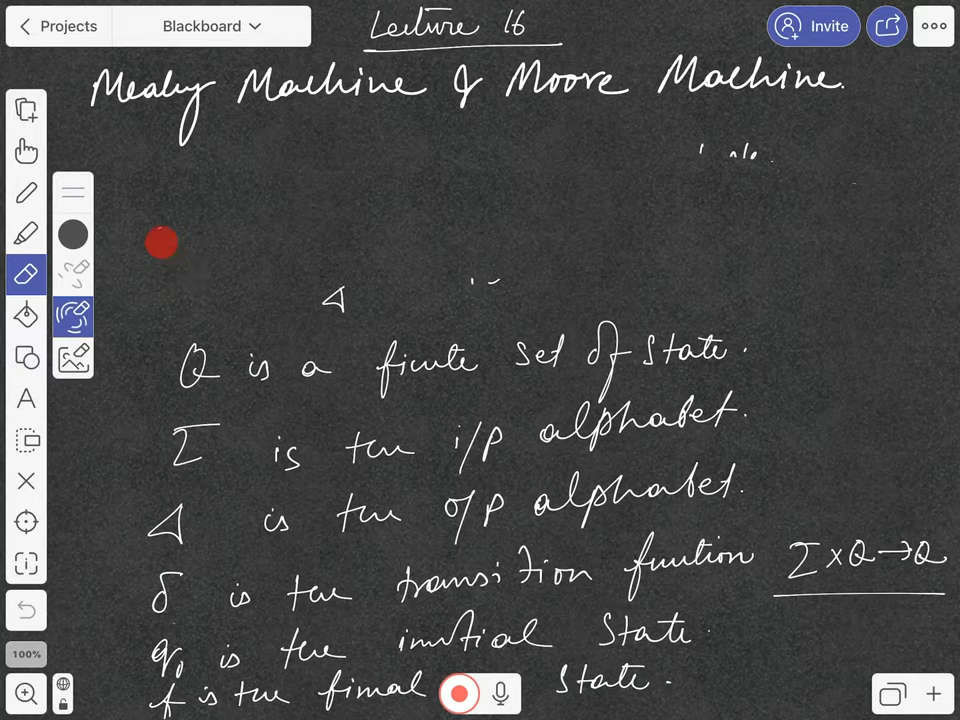 Projects
Blackboard
Invite
Lecture 16
Mealy Machine & Moore Machine.
Δ
Q is a finite set of State.
Σ is the i/p alphabet.
Δ is the o/p alphabet.
δ is the transition function Σ × Q → Q
q0 is the initial State.
f is the final State.
A
100%